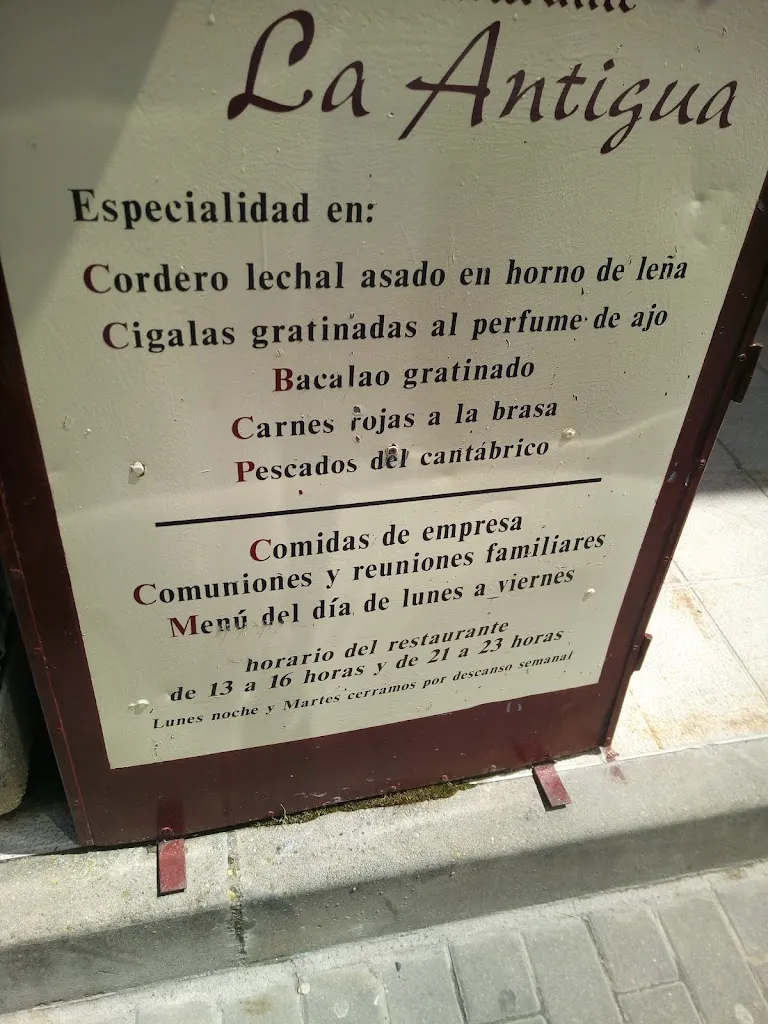 La Antigua
Especialidad en:
Cordero lechal asado en horno de leña
Cigalas gratinadas al perfume de ajo
Bacalao gratinado
Carnes rojas a la brasa
Pescados del cantábrico
Comidas de empresa
Comuniones y reuniones familiares
Menú del día de lunes a viernes
horario del restaurante
de 13 a 16 horas y de 21 a 23 horas
Lunes noche y Martes cerramos por descanso semanal